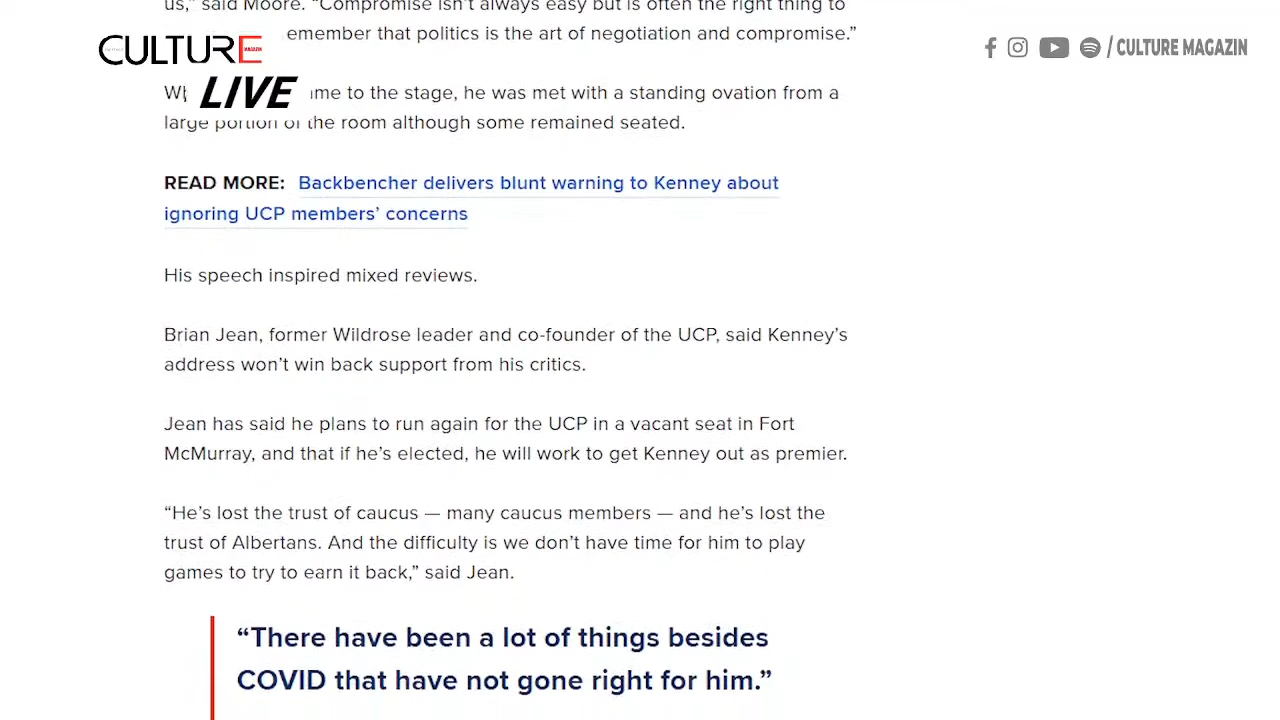 us,” said Moore. “Compromise isn’t always easy but is often the right thing to
CULTURE
MAGAZIN
emember that politics is the art of negotiation and compromise.”
/ CULTURE MAGAZIN
LIVE
me to the stage, he was met with a standing ovation from a
large portion of the room although some remained seated.
READ MORE: Backbencher delivers blunt warning to Kenney about
ignoring UCP members’ concerns
His speech inspired mixed reviews.
Brian Jean, former Wildrose leader and co-founder of the UCP, said Kenney’s
address won’t win back support from his critics.
Jean has said he plans to run again for the UCP in a vacant seat in Fort
McMurray, and that if he’s elected, he will work to get Kenney out as premier.
“He’s lost the trust of caucus — many caucus members — and he’s lost the
trust of Albertans. And the difficulty is we don’t have time for him to play
games to try to earn it back,” said Jean.
“There have been a lot of things besides
COVID that have not gone right for him.”